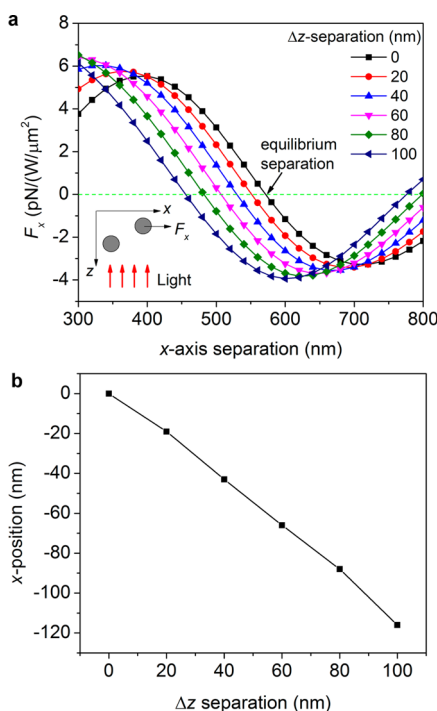 a
Δz-separation (nm)
0
20
40
60
80
100
equilibrium
separation
Fx (pN/(W/μm²)
8
6
4
2
0
-2
-4
x
Fx
z
Light
300 400 500 600 700 800
x-axis separation (nm)
b
x-position (nm)
0
-20
-40
-60
-80
-100
-120
0 20 40 60 80 100
Δz separation (nm)